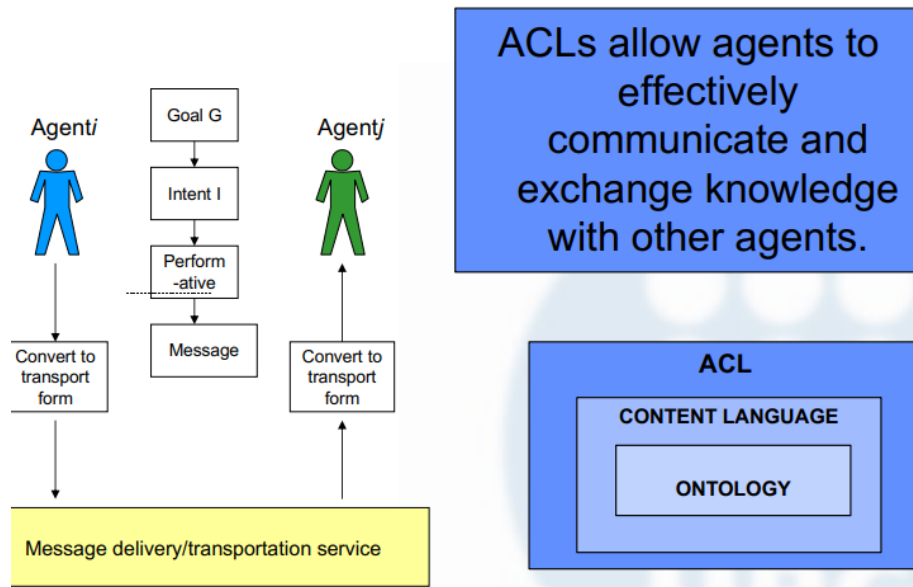 ACLs allow agents to
effectively
communicate and
exchange knowledge
with other agents.
Agenti
Goal G
Agentj
Intent I
Perform
-ative
Message
Convert to
transport
form
Convert to
transport
form
Message delivery/transportation service
ACL
CONTENT LANGUAGE
ONTOLOGY